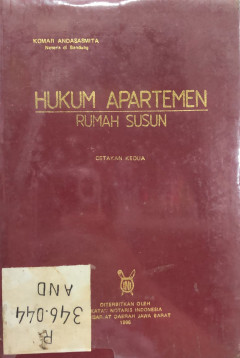 KOMAR ANDASASMITA
Notaris di Bandung
HUKUM APARTEMEN
RUMAH SUSUN
CETAKAN KEDUA
DITERBITKAN OLEH
IKATAN NOTARIS INDONESIA
DAERAH JAWA BARAT
R
346.044
AND